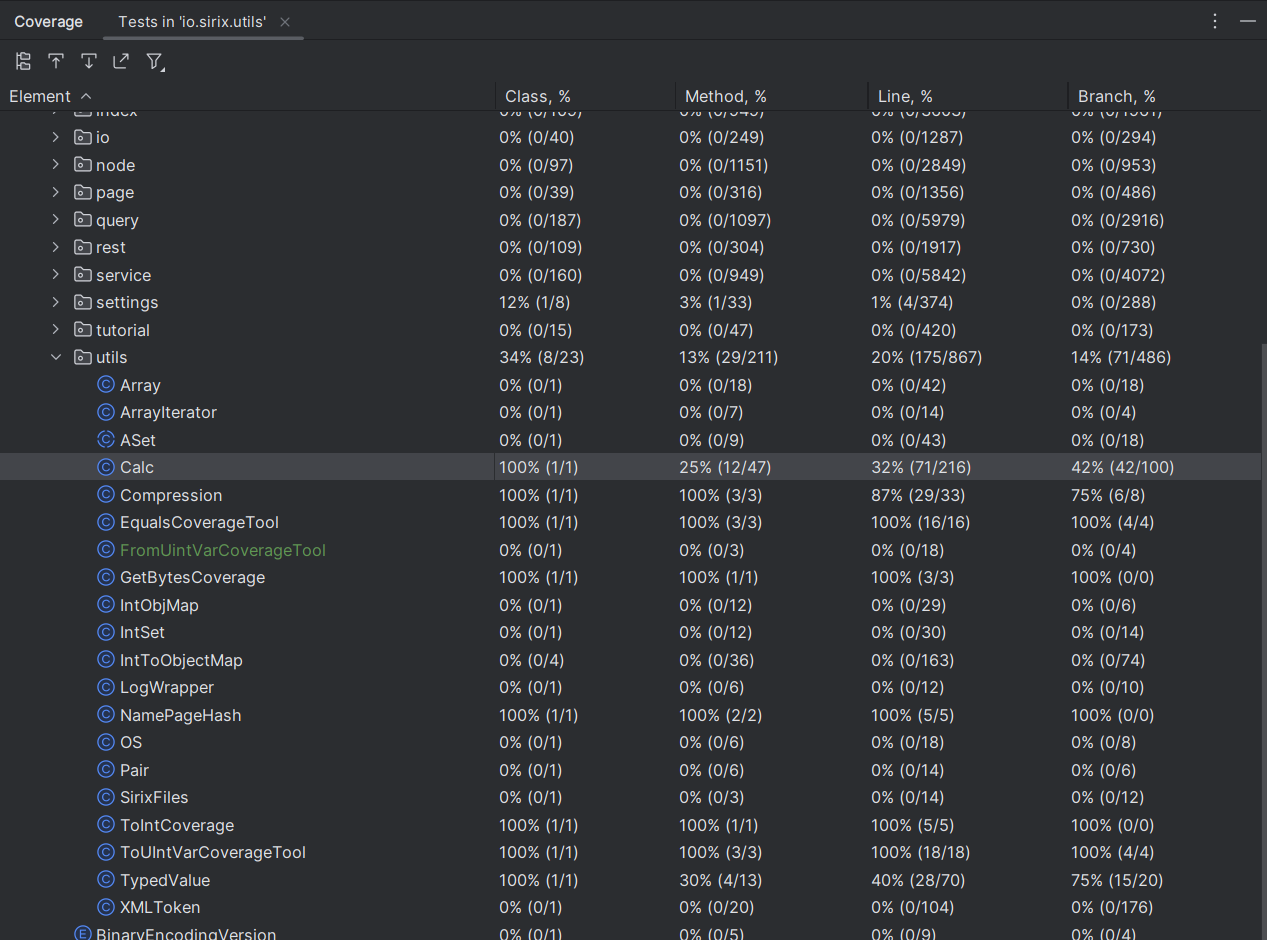 Coverage Tests in 'io.sirix.utils'
Element Class, % Method, % Line, % Branch, %
index 0% (0/109) 0% (0/949) 0% (0/1961)
io 0% (0/40) 0% (0/249) 0% (0/1287) 0% (0/294)
node 0% (0/97) 0% (0/1151) 0% (0/2849) 0% (0/953)
page 0% (0/39) 0% (0/316) 0% (0/1356) 0% (0/486)
query 0% (0/187) 0% (0/1097) 0% (0/5979) 0% (0/2916)
rest 0% (0/109) 0% (0/304) 0% (0/1917) 0% (0/730)
service 0% (0/160) 0% (0/949) 0% (0/5842) 0% (0/4072)
settings 12% (1/8) 3% (1/33) 1% (4/374) 0% (0/288)
tutorial 0% (0/15) 0% (0/47) 0% (0/420) 0% (0/173)
utils 34% (8/23) 13% (29/211) 20% (175/867) 14% (71/486)
Array 0% (0/1) 0% (0/18) 0% (0/42) 0% (0/18)
ArrayIterator 0% (0/1) 0% (0/7) 0% (0/14) 0% (0/4)
ASet 0% (0/1) 0% (0/9) 0% (0/43) 0% (0/18)
Calc 100% (1/1) 25% (12/47) 32% (71/216) 42% (42/100)
Compression 100% (1/1) 100% (3/3) 87% (29/33) 75% (6/8)
EqualsCoverageTool 100% (1/1) 100% (3/3) 100% (16/16) 100% (4/4)
FromUintVarCoverageTool 0% (0/1) 0% (0/3) 0% (0/18) 0% (0/4)
GetBytesCoverage 100% (1/1) 100% (1/1) 100% (3/3) 100% (0/0)
IntObjMap 0% (0/1) 0% (0/12) 0% (0/29) 0% (0/6)
IntSet 0% (0/1) 0% (0/12) 0% (0/30) 0% (0/14)
IntToObjectMap 0% (0/4) 0% (0/36) 0% (0/163) 0% (0/74)
LogWrapper 0% (0/1) 0% (0/6) 0% (0/12) 0% (0/10)
NamePageHash 100% (1/1) 100% (2/2) 100% (5/5) 100% (0/0)
OS 0% (0/1) 0% (0/6) 0% (0/18) 0% (0/8)
Pair 0% (0/1) 0% (0/6) 0% (0/14) 0% (0/6)
SirixFiles 0% (0/1) 0% (0/3) 0% (0/14) 0% (0/12)
ToIntCoverage 100% (1/1) 100% (1/1) 100% (5/5) 100% (0/0)
ToUIntVarCoverageTool 100% (1/1) 100% (3/3) 100% (18/18) 100% (4/4)
TypedValue 100% (1/1) 30% (4/13) 40% (28/70) 75% (15/20)
XMLToken 0% (0/1) 0% (0/20) 0% (0/104) 0% (0/176)
BinaryEncodingVersion 0% (0/1) 0% (0/5) 0% (0/9) 0% (0/4)